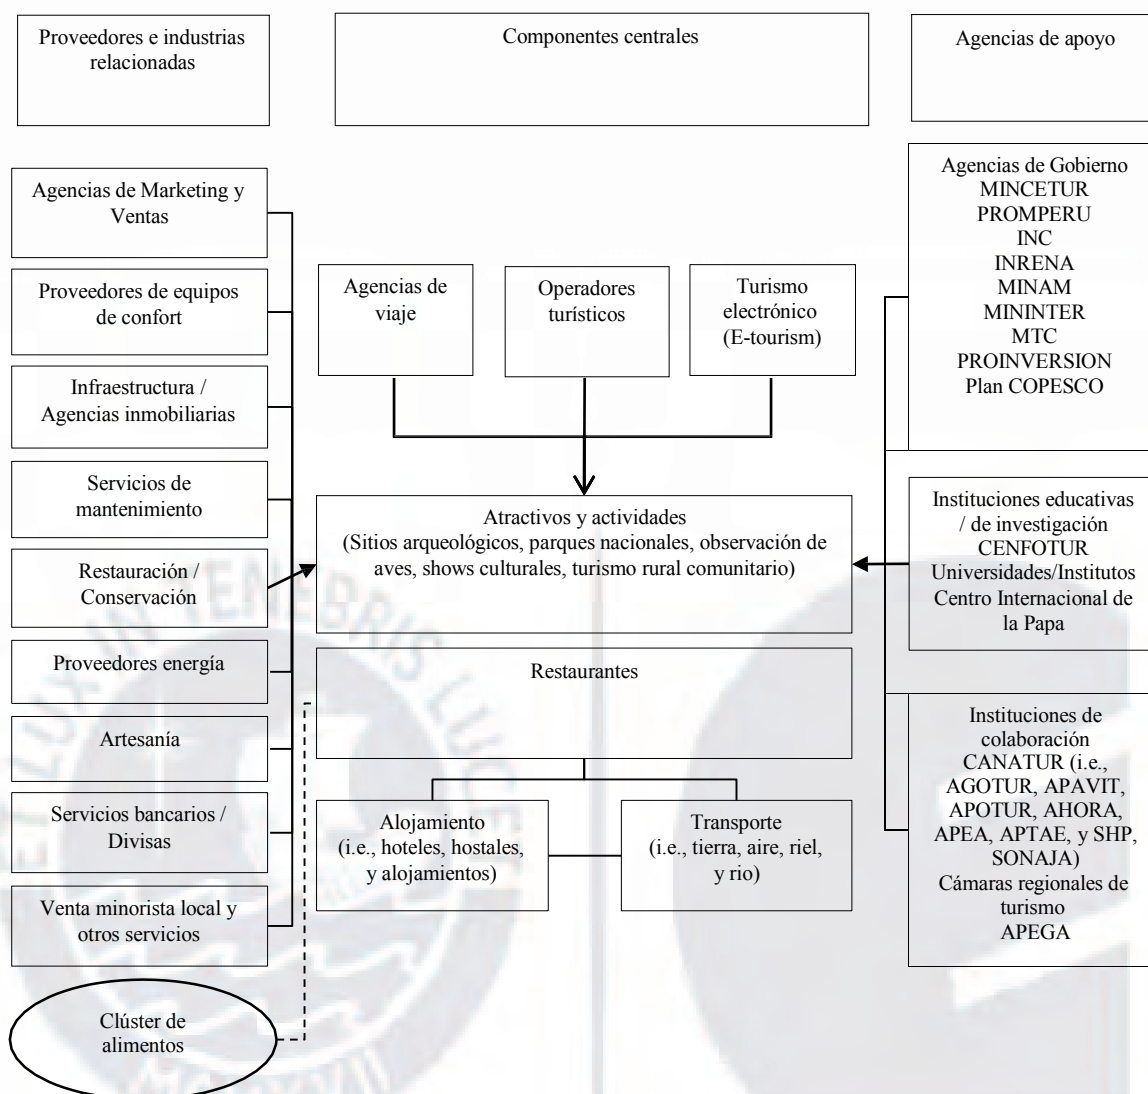 Proveedores e industrias
relacionadas
Componentes centrales
Agencias de apoyo
Agencias de Marketing y
Ventas
Proveedores de equipos
de confort
Infraestructura /
Agencias inmobiliarias
Servicios de
mantenimiento
Restauración /
Conservación
Proveedores energía
Artesanía
Servicios bancarios /
Divisas
Venta minorista local y
otros servicios
Clúster de
alimentos
Agencias de
viaje
Operadores
turísticos
Turismo
electrónico
(E-tourism)
Atractivos y actividades
(Sitios arqueológicos, parques nacionales, observación de
aves, shows culturales, turismo rural comunitario)
Restaurantes
Alojamiento
(i.e., hoteles, hostales,
y alojamientos)
Transporte
(i.e., tierra, aire, riel,
y rio)
Agencias de Gobierno
MINCETUR
PROMPERU
INC
INRENA
MINAM
MININTER
MTC
PROINVERSION
Plan COPESCO
Instituciones educativas
/ de investigación
CENFOTUR
Universidades/Institutos
Centro Internacional de
la Papa
Instituciones de
colaboración
CANATUR (i.e.,
AGOTUR, APAVIT,
APOTUR, AHORA,
APEA, APTAE, y SHP,
SONAJA)
Cámaras regionales de
turismo
APEGA
ET LUX IN TENEBRIS LUCET